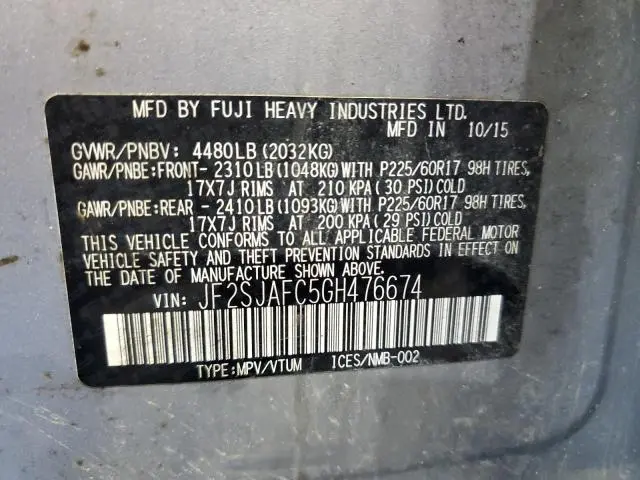 MFD BY FUJI HEAVY INDUSTRIES LTD.
MFD IN 10/15
GVWR/PNBV: 4480LB(2032KG)
GAWR/PNBE:FRONT- 2310LB(1048KG)WITH P225/60R17 98H TIRES,
17X7J RIMS AT 210 KPA(30 PSI)COLD
GAWR/PNBE:REAR - 2410LB(1093KG)WITH P225/60R17 98H TIRES,
17X7J RIMS AT 200 KPA(29 PSI)COLD
THIS VEHICLE CONFORMS TO ALL APPLICABLE FEDERAL MOTOR
VEHICLE SAFETY AND THEFT PREVENTION STANDARDS IN EFFECT ON
THE DATE OF MANUFACTURE SHOWN ABOVE.
VIN: JF2SJAFC5GH476674
TYPE:MPV/VTUM ICES/NMB-002